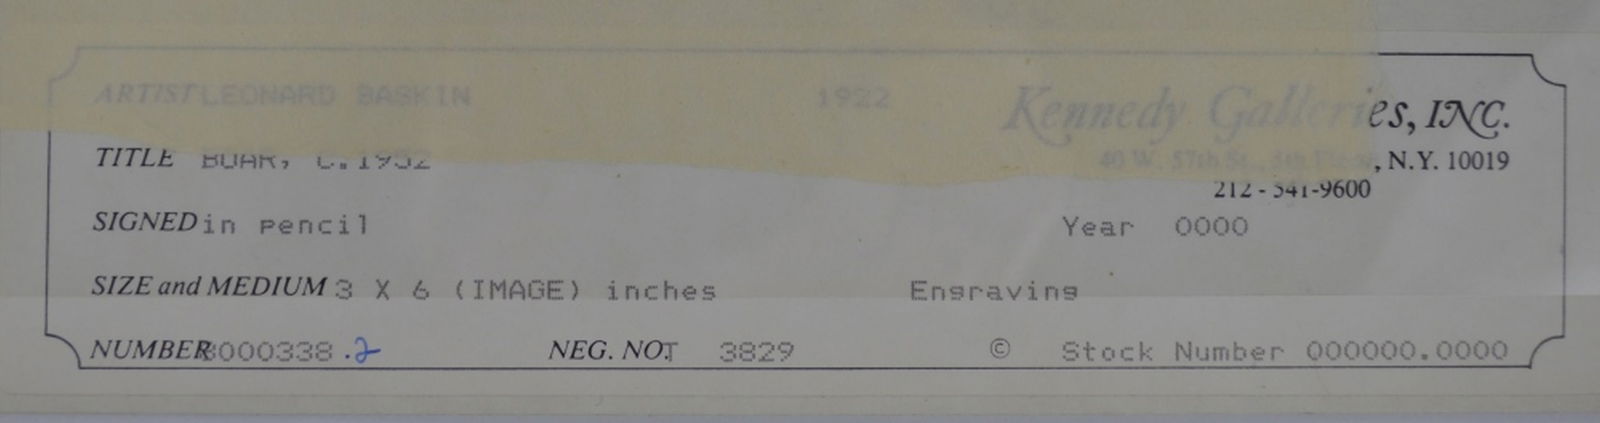 ARTIST LEONARD BASKIN 1922 Kennedy Galleries, INC.
40 W. 57th St., 5th Floor, N.Y. 10019
TITLE BOAR, C.1952
212 - 541-9600
SIGNED in pencil Year 0000
SIZE and MEDIUM 3 X 6 (IMAGE) inches Engraving
NUMBER 8000338 .2 NEG. NO. T 3829 © Stock Number 000000.0000